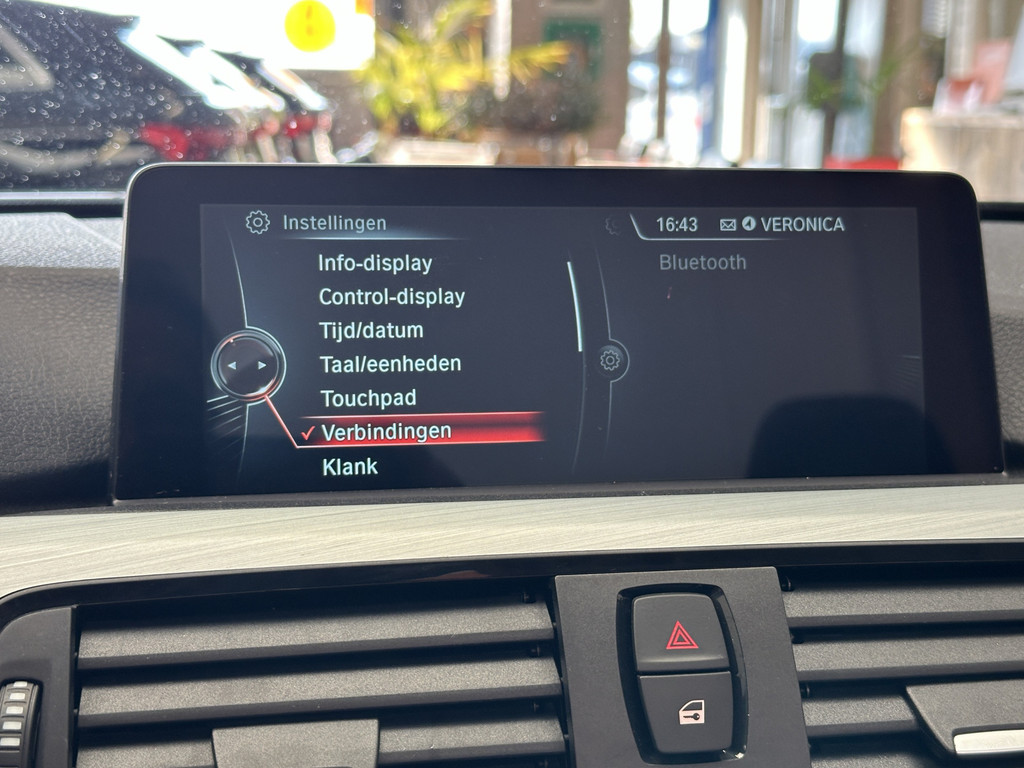 Instellingen
16:43 VERONICA
Info-display
Control-display
Tijd/datum
Taal/eenheden
Touchpad
Verbindingen
Klank
Bluetooth